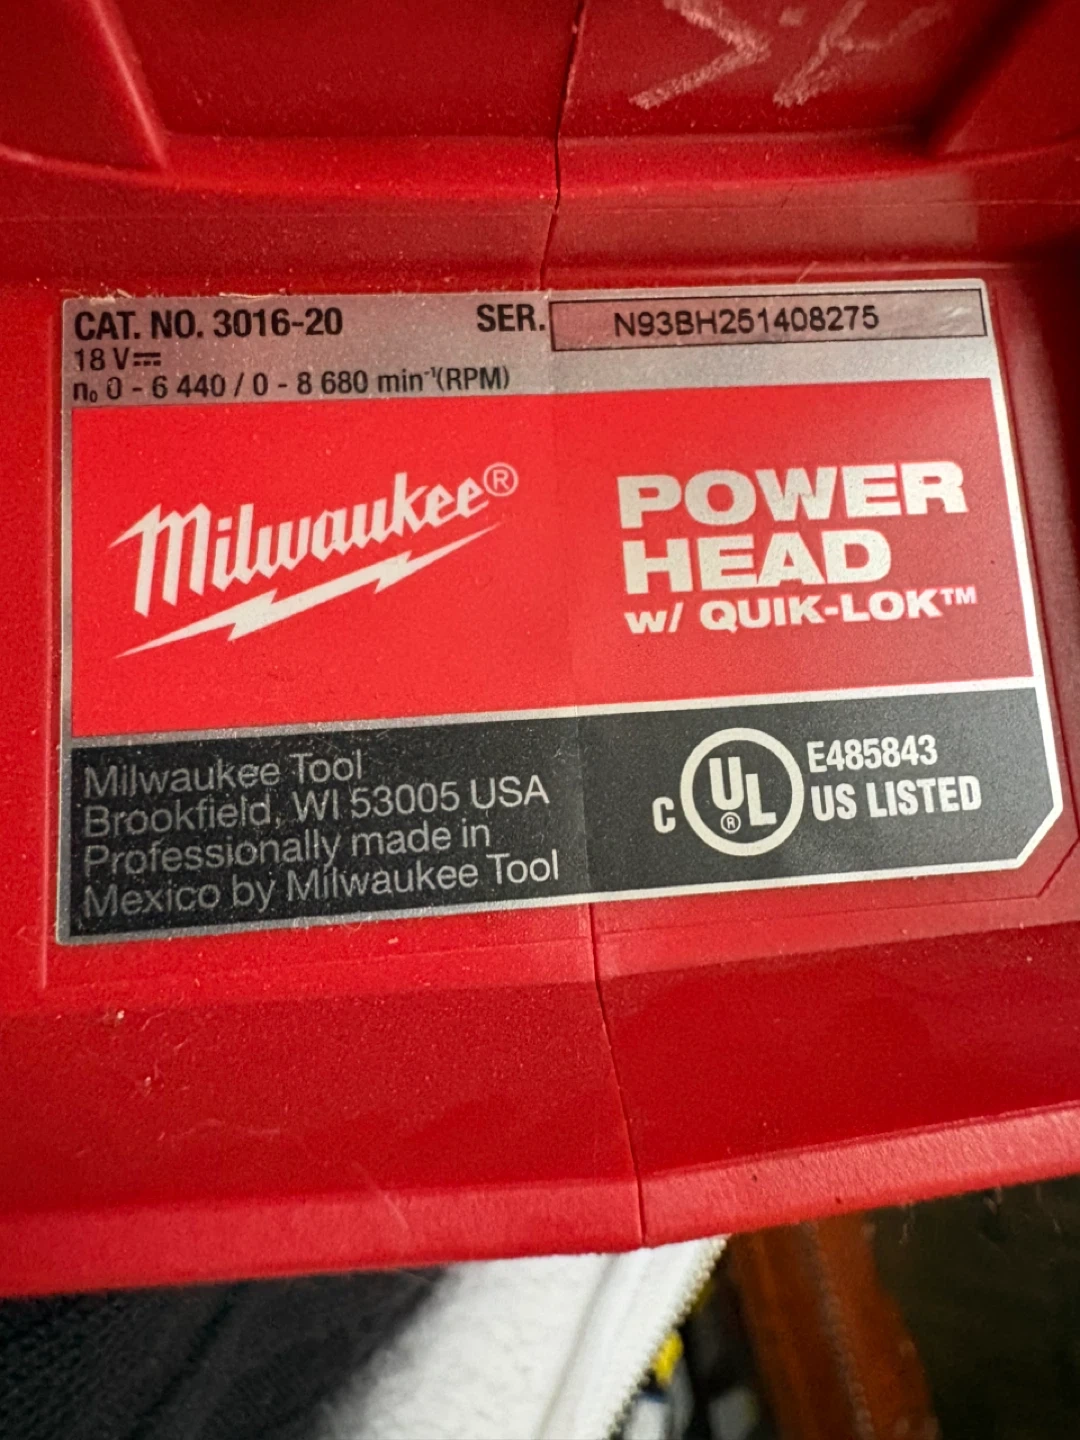 CAT. NO. 3016-20 SER. N93BH251408275
18 V
n₀ 0 - 6 440 / 0 - 8 680 min⁻¹(RPM)
Milwaukee®
POWER
HEAD
w/ QUIK-LOK™
Milwaukee Tool
Brookfield, WI 53005 USA
Professionally made in
Mexico by Milwaukee Tool
C UL® US LISTED
E485843